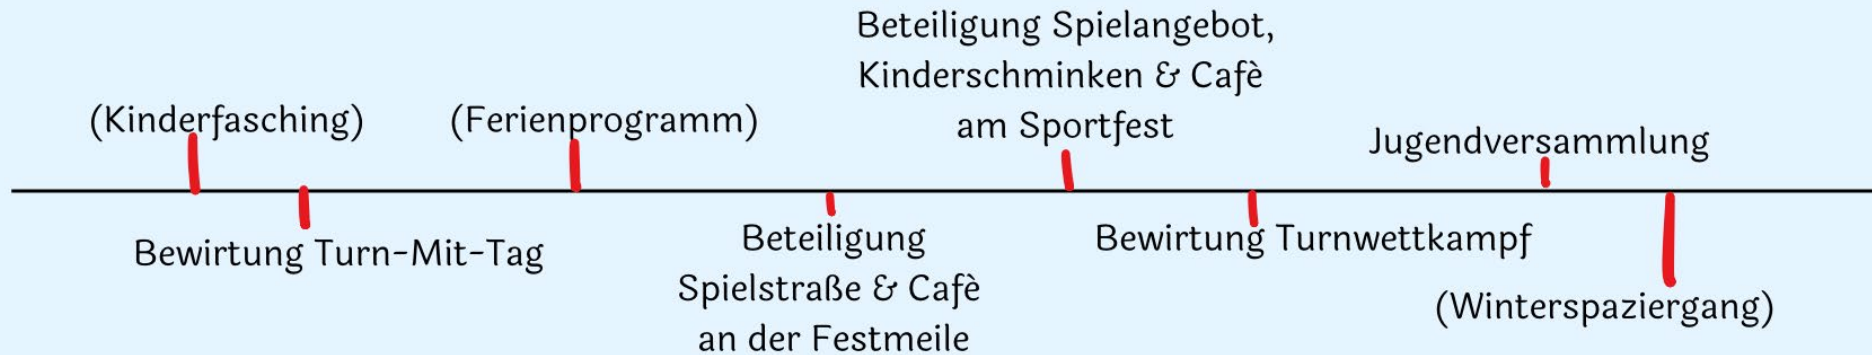 Beteiligung Spielangebot,
Kinderschminken & Cafè
am Sportfest
(Kinderfasching)
(Ferienprogramm)
Jugendversammlung
Bewirtung Turn-Mit-Tag
Beteiligung
Spielstraße & Cafè
an der Festmeile
Bewirtung Turnwettkampf
(Winterspaziergang)